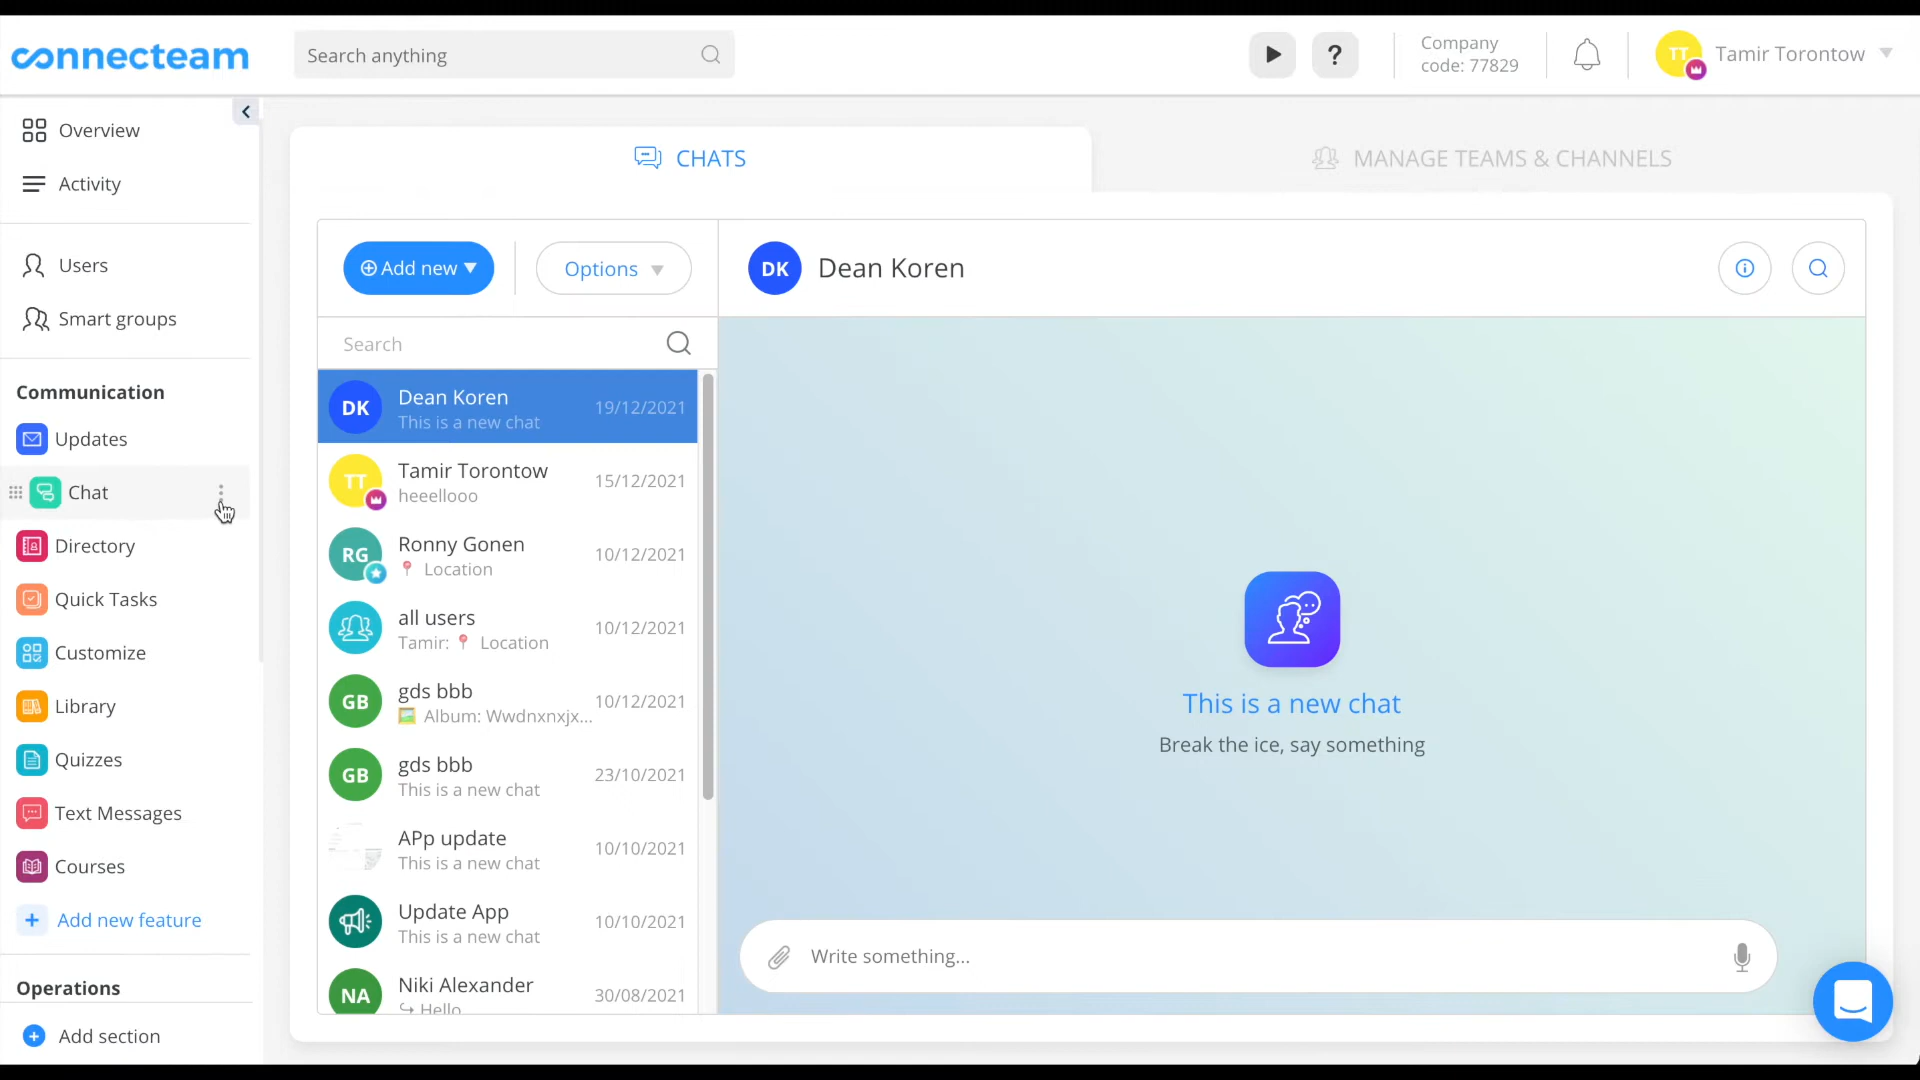 connecteam
Search anything
?
Company
code: 77829
TT
Tamir Torontow
Overview
Activity
Users
Smart groups
Communication
Updates
Chat
Directory
Quick Tasks
Customize
Library
Quizzes
Text Messages
Courses
+ Add new feature
Operations
+ Add section
CHATS
MANAGE TEAMS & CHANNELS
Add new
Options
Search
DK
Dean Koren
19/12/2021
This is a new chat
TT
Tamir Torontow
15/12/2021
heeellooo
RG
Ronny Gonen
10/12/2021
📍 Location
all users
10/12/2021
Tamir: 📍 Location
GB
gds bbb
10/12/2021
Album: Wwdnxnxjx...
GB
gds bbb
23/10/2021
This is a new chat
APp update
10/10/2021
This is a new chat
Update App
10/10/2021
This is a new chat
NA
Niki Alexander
30/08/2021
Hello
DK
Dean Koren
This is a new chat
Break the ice, say something
Write something...